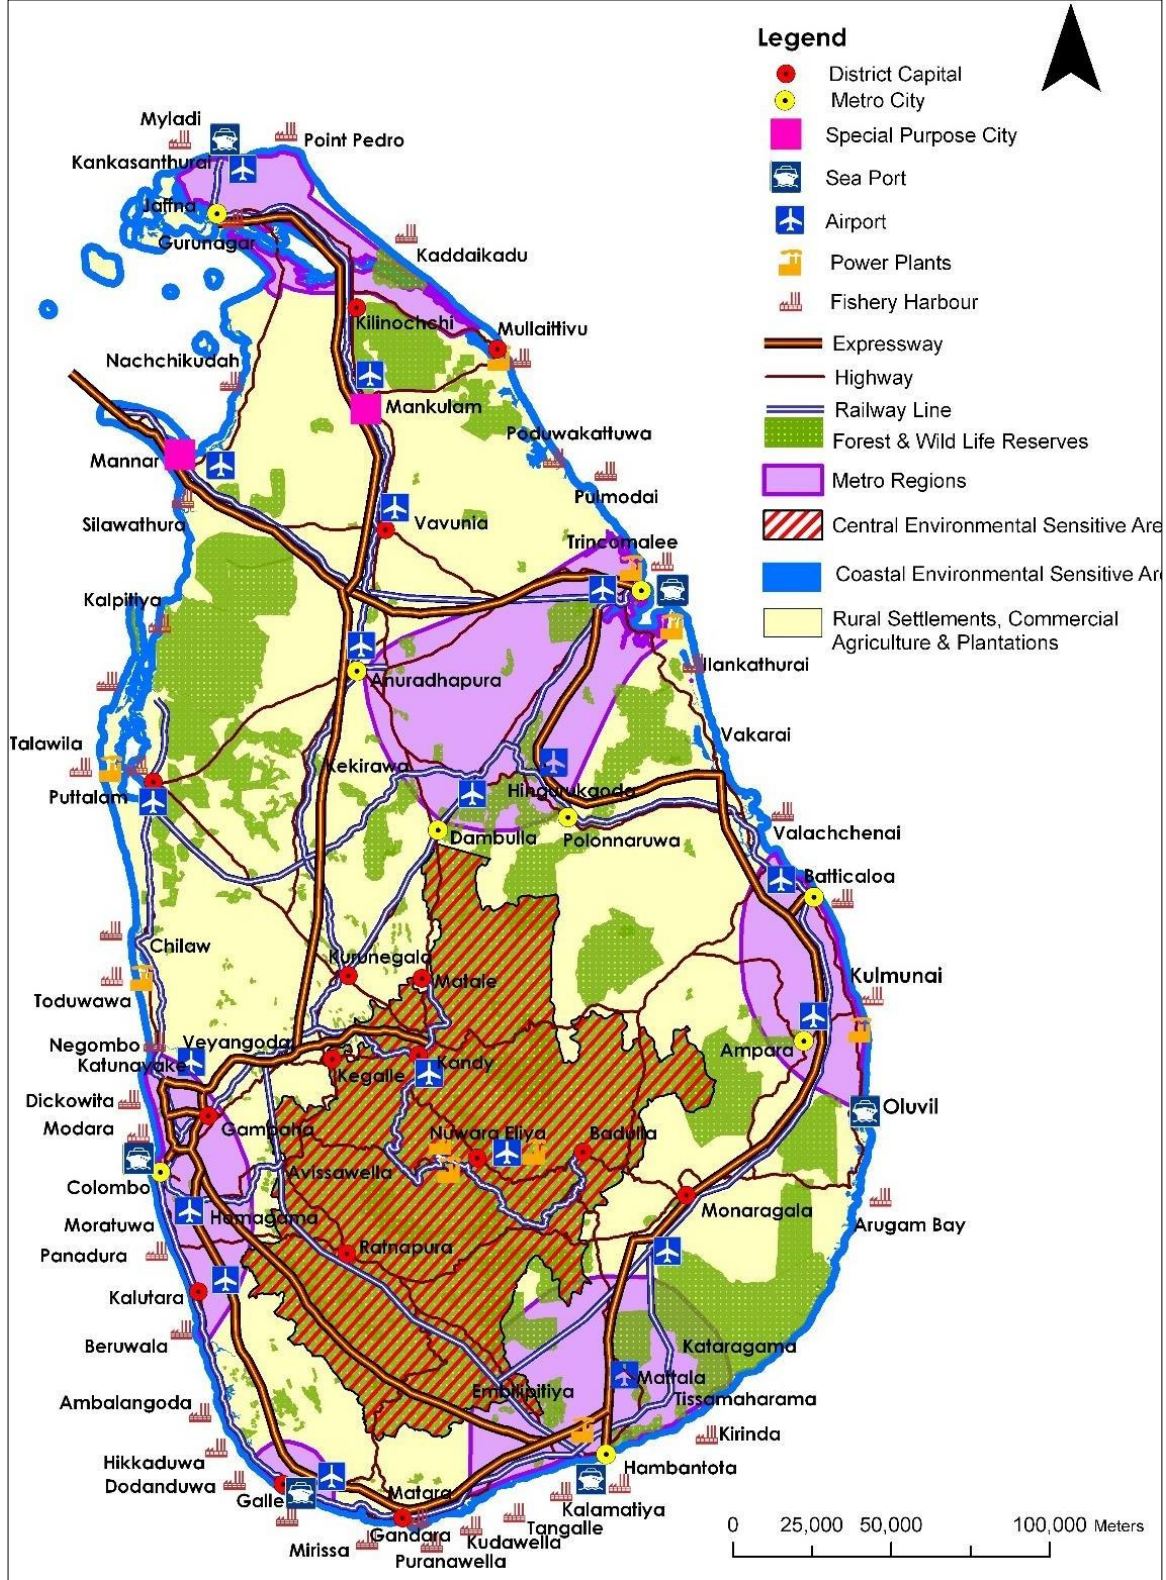 Legend
District Capital
Metro City
Special Purpose City
Sea Port
Airport
Power Plants
Fishery Harbour
Expressway
Highway
Railway Line
Forest & Wild Life Reserves
Metro Regions
Central Environmental Sensitive Are
Coastal Environmental Sensitive Are
Rural Settlements, Commercial
Agriculture & Plantations
Myladi
Point Pedro
Kankasanthurai
Jaffna
Gurunagar
Kaddaikadu
Kilinochchi
Mullaittivu
Nachchikudah
Mankulam
Poduwakattuwa
Mannar
Pulmodai
Silawathura
Vavunia
Trincomalee
Kalpitiya
Illankathurai
Anuradhapura
Vakarai
Talawila
Kekirawa
Hingurukgoda
Puttalam
Dambulla
Polonnaruwa
Valachchenai
Batticaloa
Chilaw
Kurunegala
Matale
Kulmunai
Toduwawa
Negombo
Veyangoda
Katunayake
Ampara
Kegalle
Kandy
Dickowita
Oluvil
Modara
Gampaha
Nuwara Eliya
Badulla
Avissawella
Colombo
Monaragala
Moratuwa
Homagama
Arugam Bay
Panadura
Ratnapura
Kalutara
Beruwala
Kataragama
Mattala
Embilipitiya
Tissamaharama
Ambalangoda
Kirinda
Hikkaduwa
Hambantota
Dodanduwa
Galle
Matara
Kalamatiya
Tangalle
Gandara
Kudawella
Mirissa
Puranawella
0 25,000 50,000 100,000 Meters